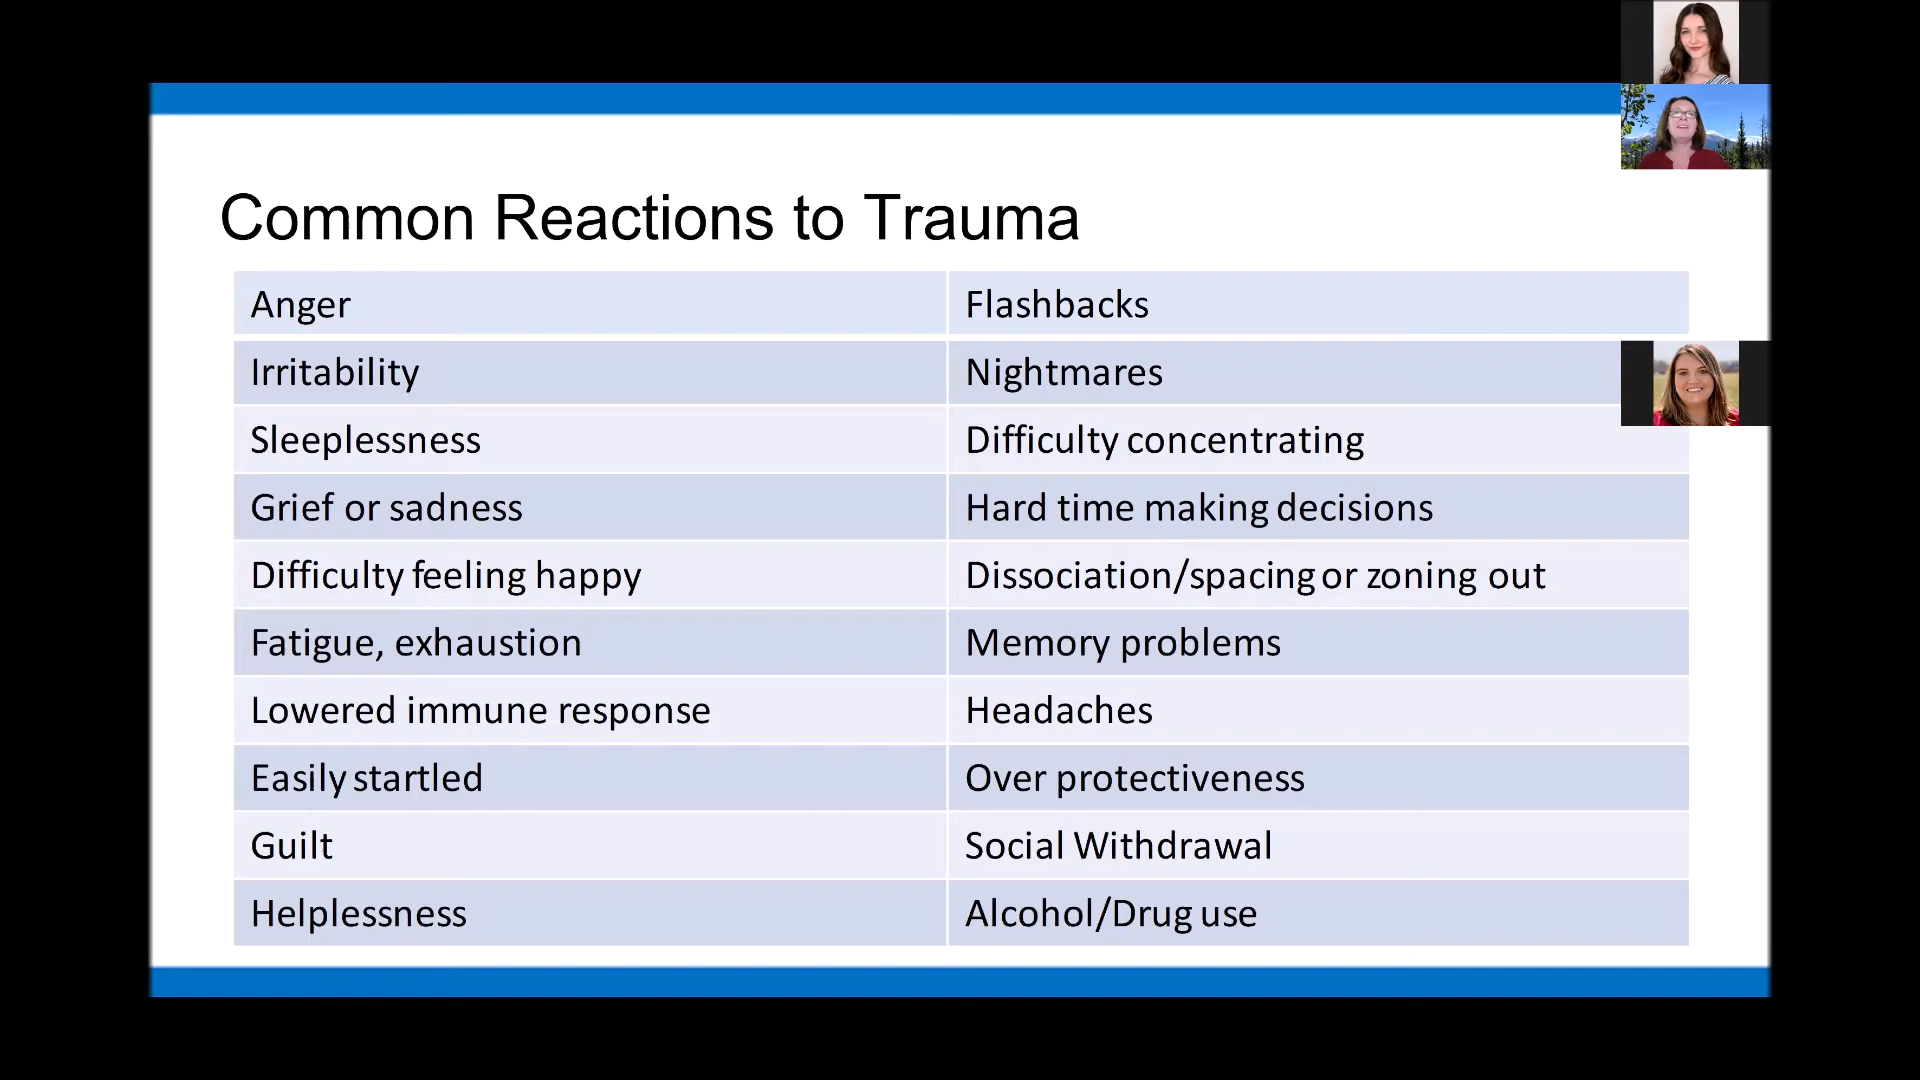 Common Reactions to Trauma
Anger
Flashbacks
Irritability
Nightmares
Sleeplessness
Difficulty concentrating
Grief or sadness
Hard time making decisions
Difficulty feeling happy
Dissociation/spacing or zoning out
Fatigue, exhaustion
Memory problems
Lowered immune response
Headaches
Easily startled
Over protectiveness
Guilt
Social Withdrawal
Helplessness
Alcohol/Drug use